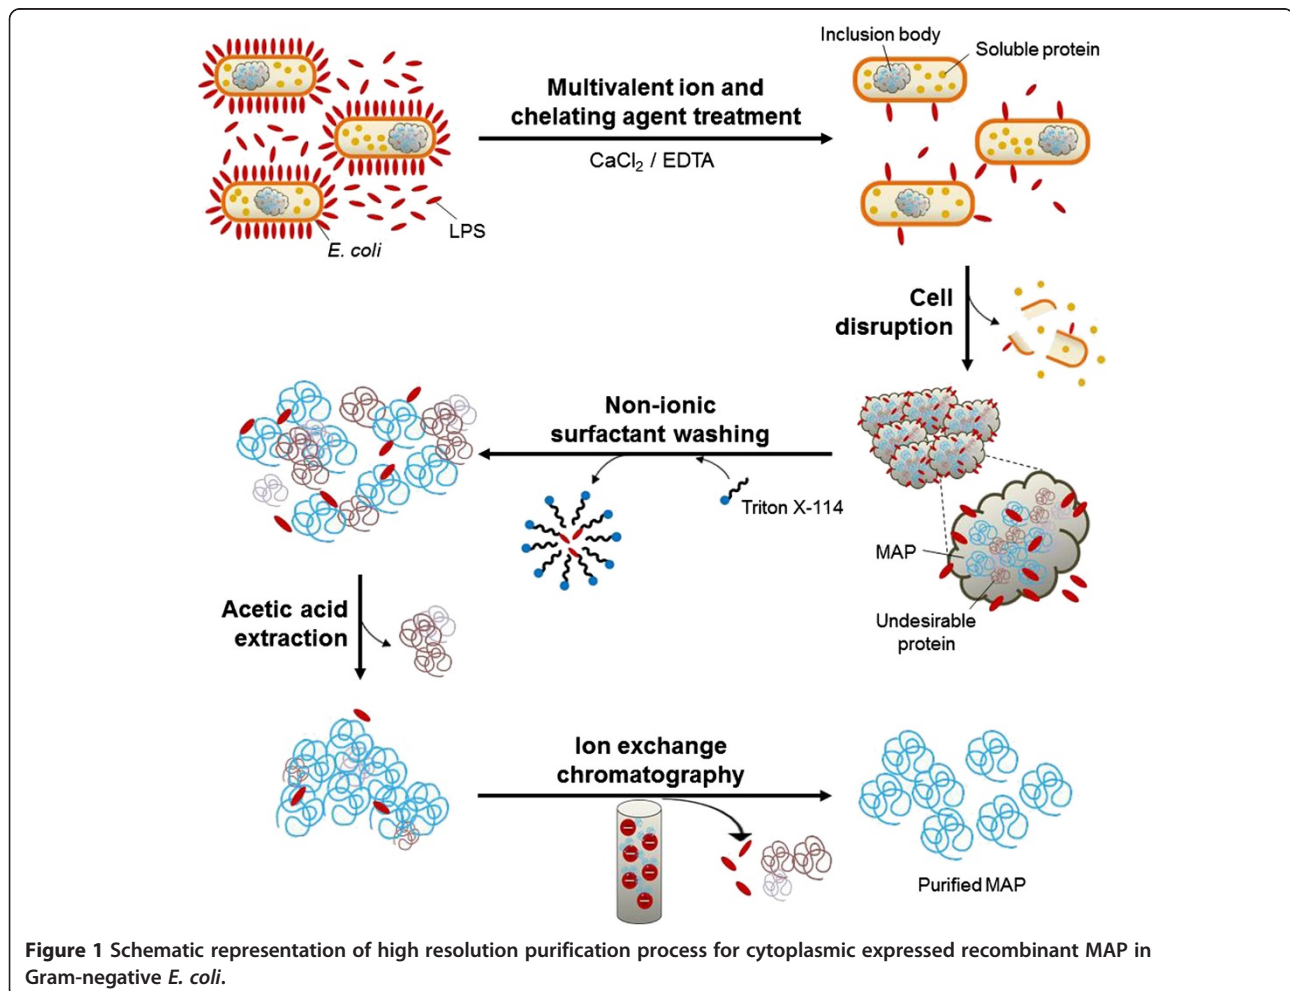 Inclusion body
Soluble protein
Multivalent ion and
chelating agent treatment
CaCl₂ / EDTA
LPS
E. coli
Cell
disruption
Non-ionic
surfactant washing
Triton X-114
MAP
Undesirable
protein
Acetic acid
extraction
Ion exchange
chromatography
Purified MAP
Figure 1 Schematic representation of high resolution purification process for cytoplasmic expressed recombinant MAP in
Gram-negative E. coli.